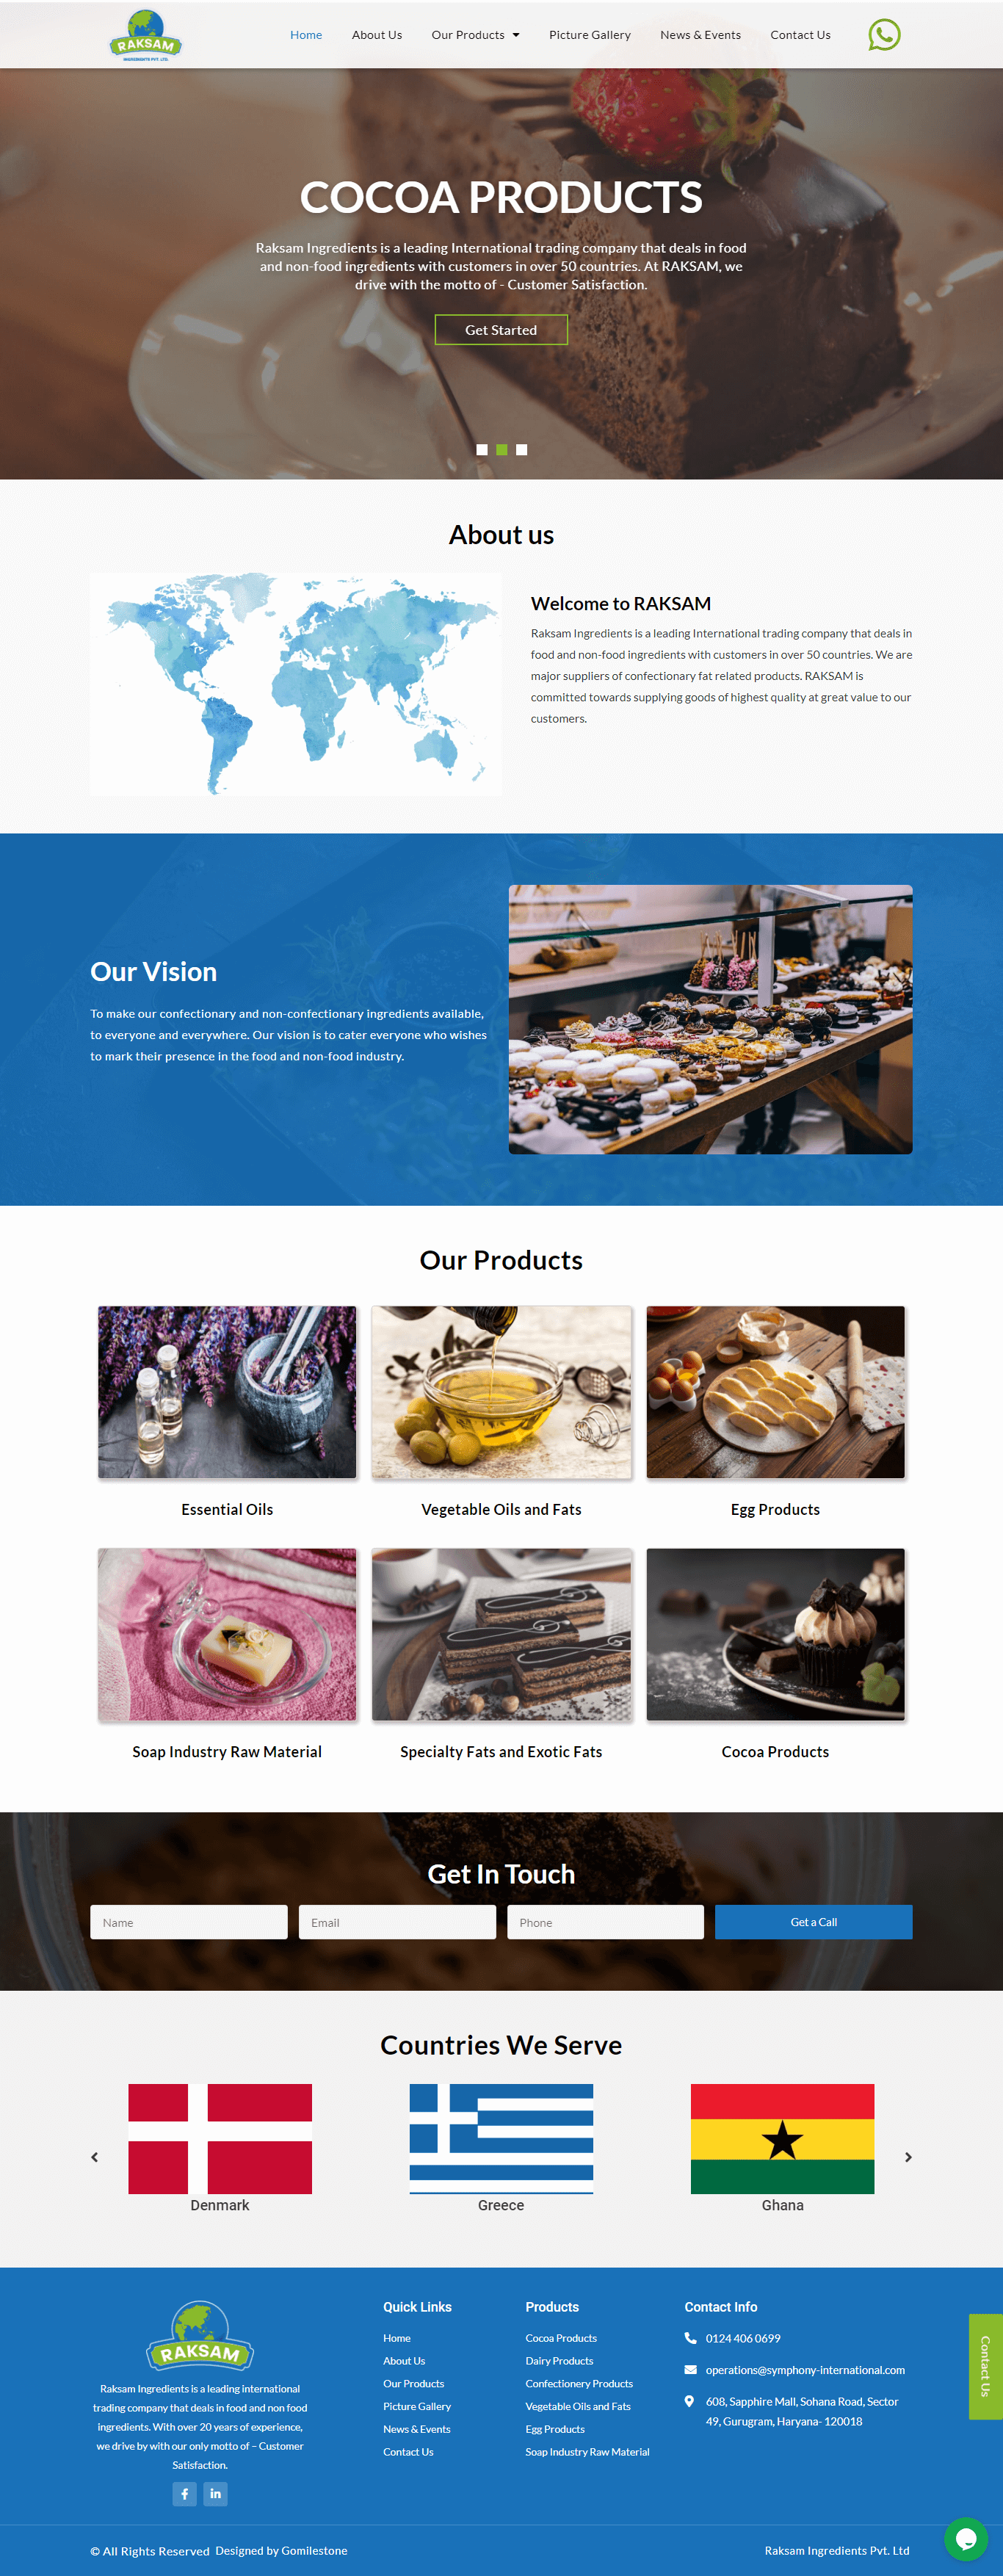 RAKSAM
INGREDIENTS PVT. LTD.
Home
About Us
Our Products
Picture Gallery
News & Events
Contact Us
COCOA PRODUCTS
Raksam Ingredients is a leading International trading company that deals in food
and non-food ingredients with customers in over 50 countries. At RAKSAM, we
drive with the motto of - Customer Satisfaction.
Get Started
About us
Welcome to RAKSAM
Raksam Ingredients is a leading International trading company that deals in
food and non-food ingredients with customers in over 50 countries. We are
major suppliers of confectionary fat related products. RAKSAM is
committed towards supplying goods of highest quality at great value to our
customers.
Our Vision
To make our confectionary and non-confectionary ingredients available,
to everyone and everywhere. Our vision is to cater everyone who wishes
to mark their presence in the food and non-food industry.
Our Products
Essential Oils
Vegetable Oils and Fats
Egg Products
Soap Industry Raw Material
Specialty Fats and Exotic Fats
Cocoa Products
Get In Touch
Name
Email
Phone
Get a Call
Countries We Serve
Denmark
Greece
Ghana
RAKSAM
Raksam Ingredients is a leading international
trading company that deals in food and non food
ingredients. With over 20 years of experience,
we drive by with our only motto of – Customer
Satisfaction.
Quick Links
Home
About Us
Our Products
Picture Gallery
News & Events
Contact Us
Products
Cocoa Products
Dairy Products
Confectionery Products
Vegetable Oils and Fats
Egg Products
Soap Industry Raw Material
Contact Info
0124 406 0699
operations@symphony-international.com
608, Sapphire Mall, Sohana Road, Sector
49, Gurugram, Haryana- 120018
Contact Us
© All Rights Reserved
Designed by Gomilestone
Raksam Ingredients Pvt. Ltd